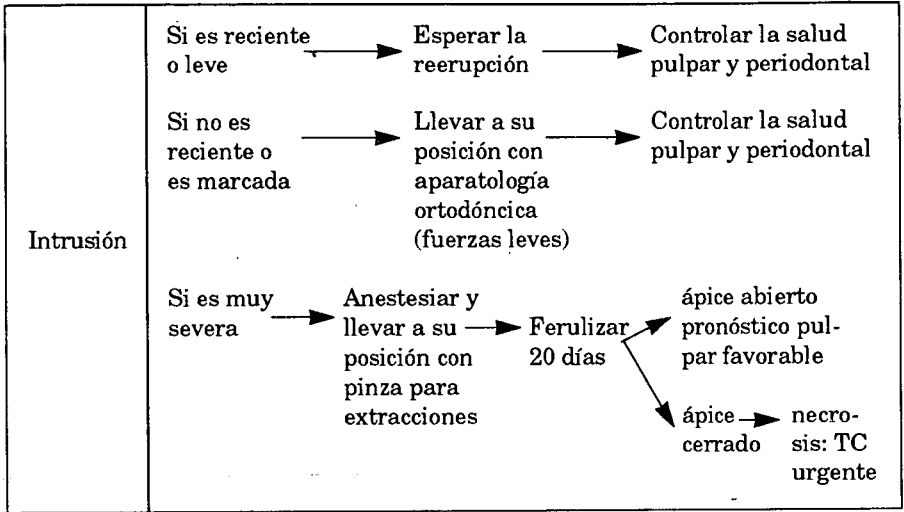 Intrusión
Si es reciente
o leve
Esperar la
reerupción
Controlar la salud
pulpar y periodontal
Si no es
reciente o
es marcada
Llevar a su
posición con
aparatología
ortodóncica
(fuerzas leves)
Controlar la salud
pulpar y periodontal
Si es muy
severa
Anestesiar y
llevar a su
posición con
pinza para
extracciones
Ferulizar
20 días
ápice abierto
pronóstico pul-
par favorable
ápice
cerrado
necro-
sis: TC
urgente